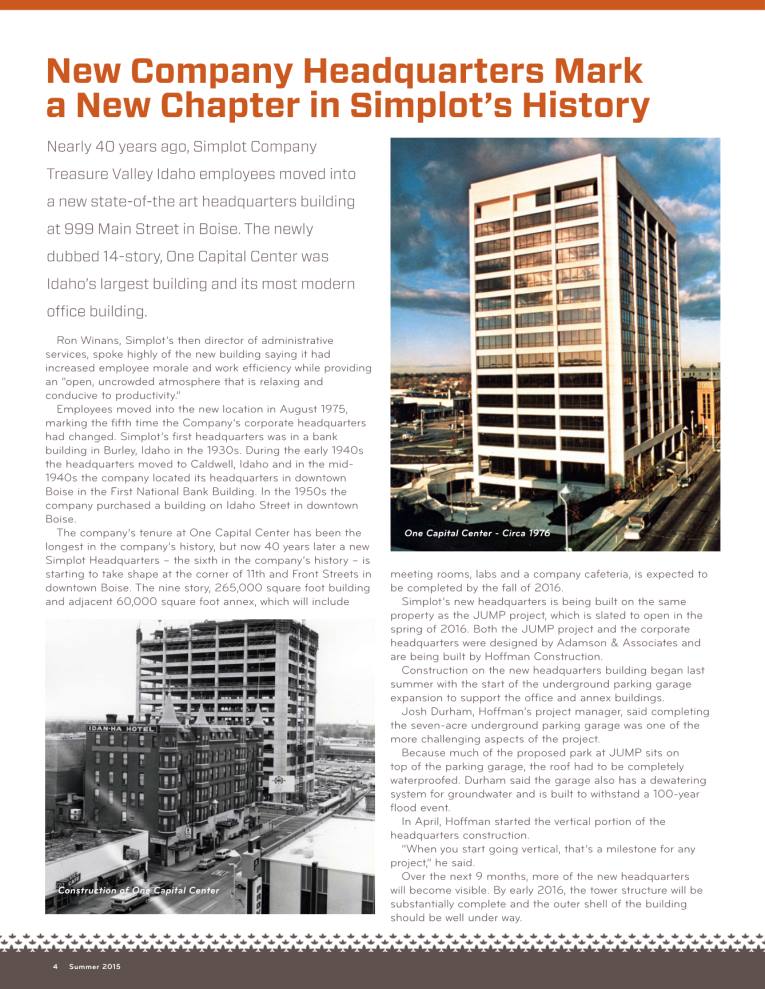 New Company Headquarters Mark
a New Chapter in Simplot's History
Nearly 40 years ago, Simplot Company
Treasure Valley Idaho employees moved into
a new state-of-the art headquarters building
at 999 Main Street in Boise. The newly
dubbed 14-story, One Capital Center was
Idaho's largest building and its most modern
office building.
Ron Winans, Simplot's then director of administrative
services, spoke highly of the new building saying it had
increased employee morale and work efficiency while providing
an "open, uncrowded atmosphere that is relaxing and
conducive to productivity."
Employees moved into the new location in August 1975,
marking the fifth time the Company's corporate headquarters
had changed. Simplot's first headquarters was in a bank
building in Burley, Idaho in the 1930s. During the early 1940s
the headquarters moved to Caldwell, Idaho and in the mid-
1940s the company located its headquarters in downtown
Boise in the First National Bank Building. In the 1950s the
company purchased a building on Idaho Street in downtown
Boise.
The company's tenure at One Capital Center has been the
longest in the company's history, but now 40 years later a new
Simplot Headquarters – the sixth in the company's history – is
starting to take shape at the corner of 11th and Front Streets in
downtown Boise. The nine story, 265,000 square foot building
and adjacent 60,000 square foot annex, which will include
IDAN-HA HOTEL
Construction of One Capital Center
One Capital Center - Circa 1976
meeting rooms, labs and a company cafeteria, is expected to
be completed by the fall of 2016.
Simplot's new headquarters is being built on the same
property as the JUMP project, which is slated to open in the
spring of 2016. Both the JUMP project and the corporate
headquarters were designed by Adamson & Associates and
are being built by Hoffman Construction.
Construction on the new headquarters building began last
summer with the start of the underground parking garage
expansion to support the office and annex buildings.
Josh Durham, Hoffman's project manager, said completing
the seven-acre underground parking garage was one of the
more challenging aspects of the project.
Because much of the proposed park at JUMP sits on
top of the parking garage, the roof had to be completely
waterproofed. Durham said the garage also has a dewatering
system for groundwater and is built to withstand a 100-year
flood event.
In April, Hoffman started the vertical portion of the
headquarters construction.
"When you start going vertical, that's a milestone for any
project," he said.
Over the next 9 months, more of the new headquarters
will become visible. By early 2016, the tower structure will be
substantially complete and the outer shell of the building
should be well under way.
4 Summer 2015